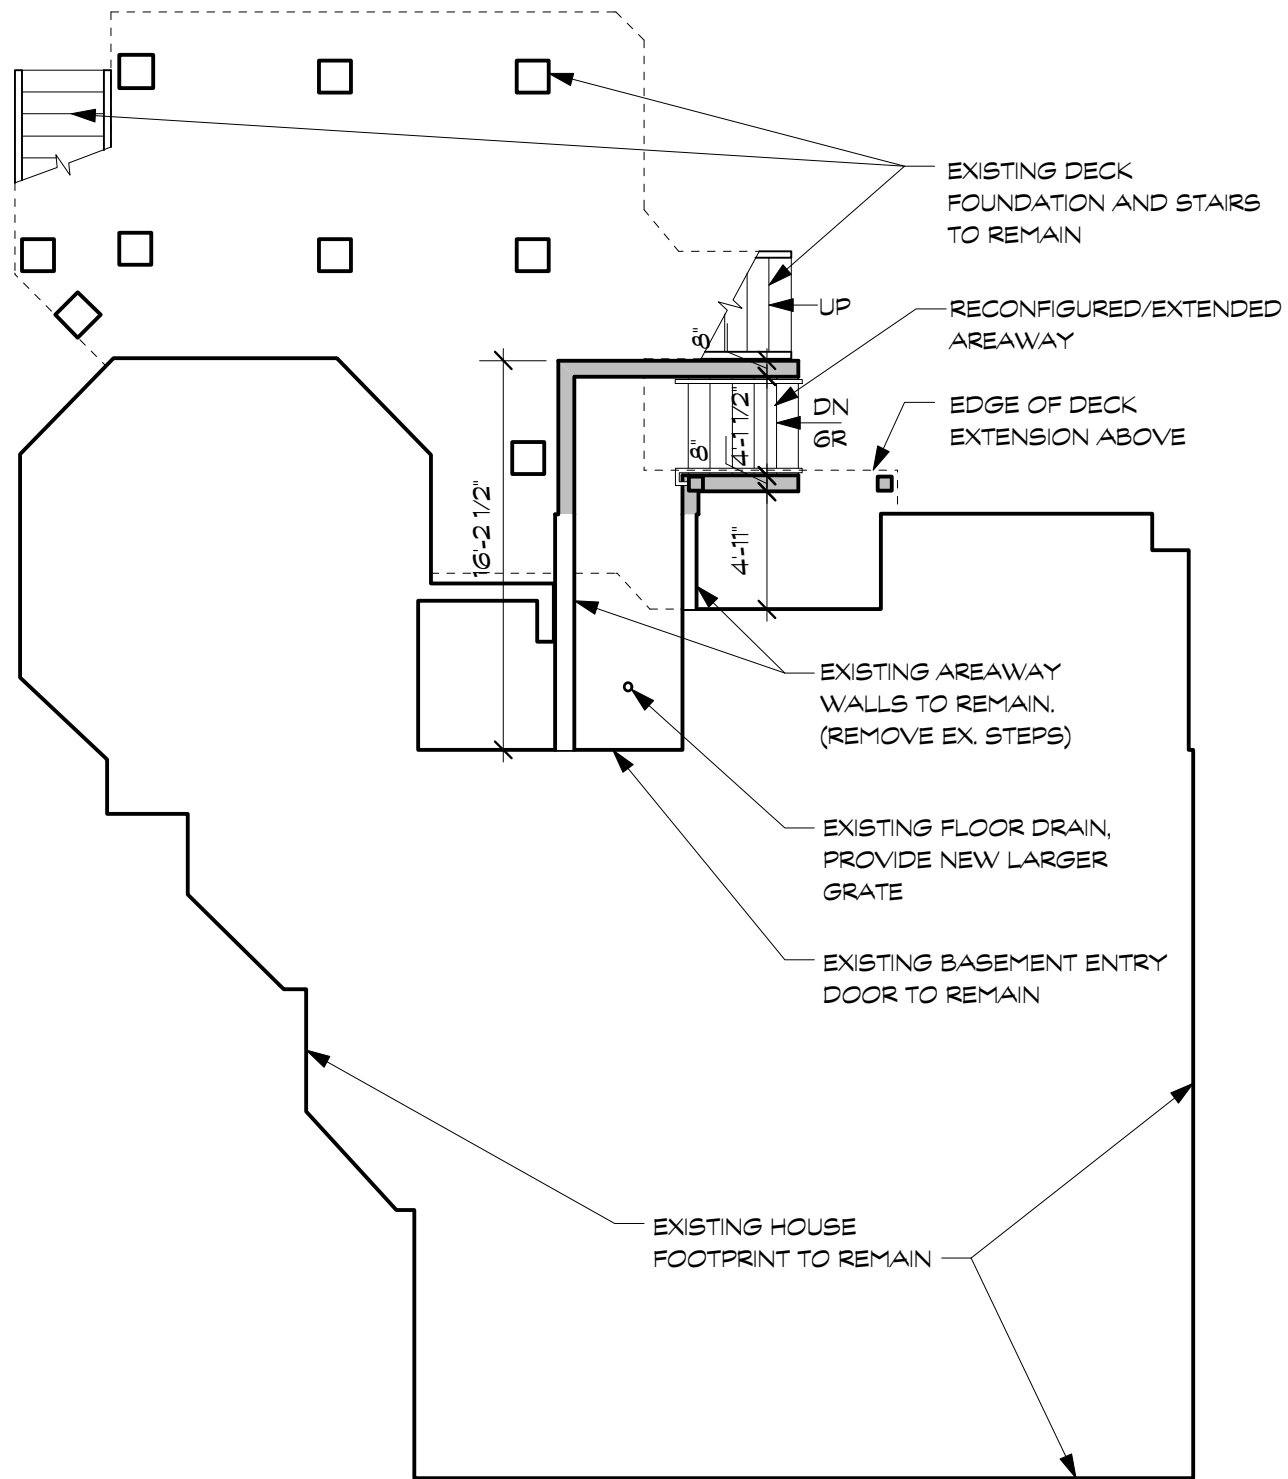 EXISTING DECK
FOUNDATION AND STAIRS
TO REMAIN
UP
RECONFIGURED/EXTENDED
AREAWAY
8"
DN
6R
4'-1 1/2"
8"
EDGE OF DECK
EXTENSION ABOVE
16'-2 1/2"
4'-11"
EXISTING AREAWAY
WALLS TO REMAIN.
(REMOVE EX. STEPS)
EXISTING FLOOR DRAIN,
PROVIDE NEW LARGER
GRATE
EXISTING BASEMENT ENTRY
DOOR TO REMAIN
EXISTING HOUSE
FOOTPRINT TO REMAIN